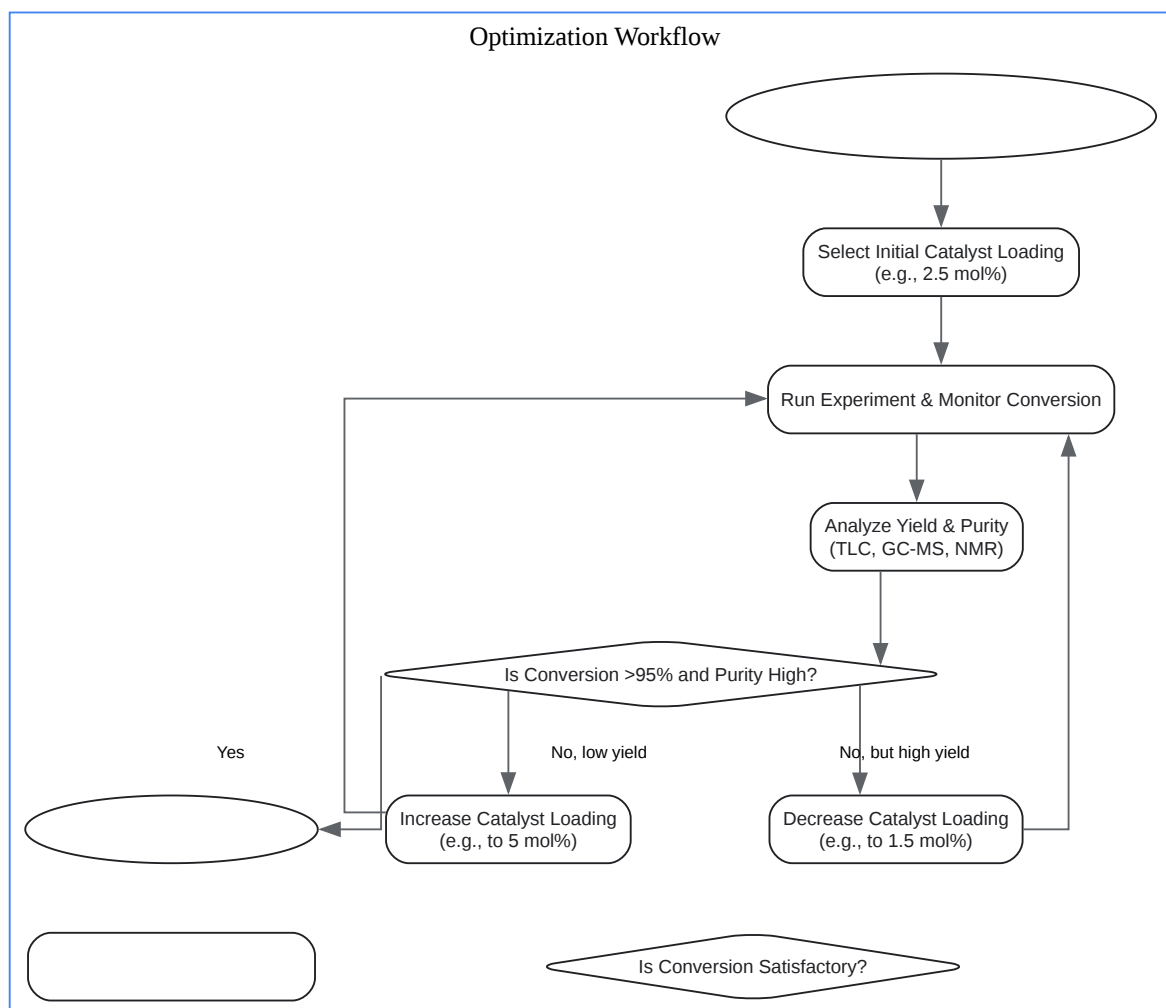 Optimization Workflow
Select Initial Catalyst Loading
(e.g., 2.5 mol%)
Run Experiment & Monitor Conversion
Analyze Yield & Purity
(TLC, GC-MS, NMR)
Is Conversion >95% and Purity High?
Yes
No, low yield
No, but high yield
Increase Catalyst Loading
(e.g., to 5 mol%)
Decrease Catalyst Loading
(e.g., to 1.5 mol%)
Is Conversion Satisfactory?